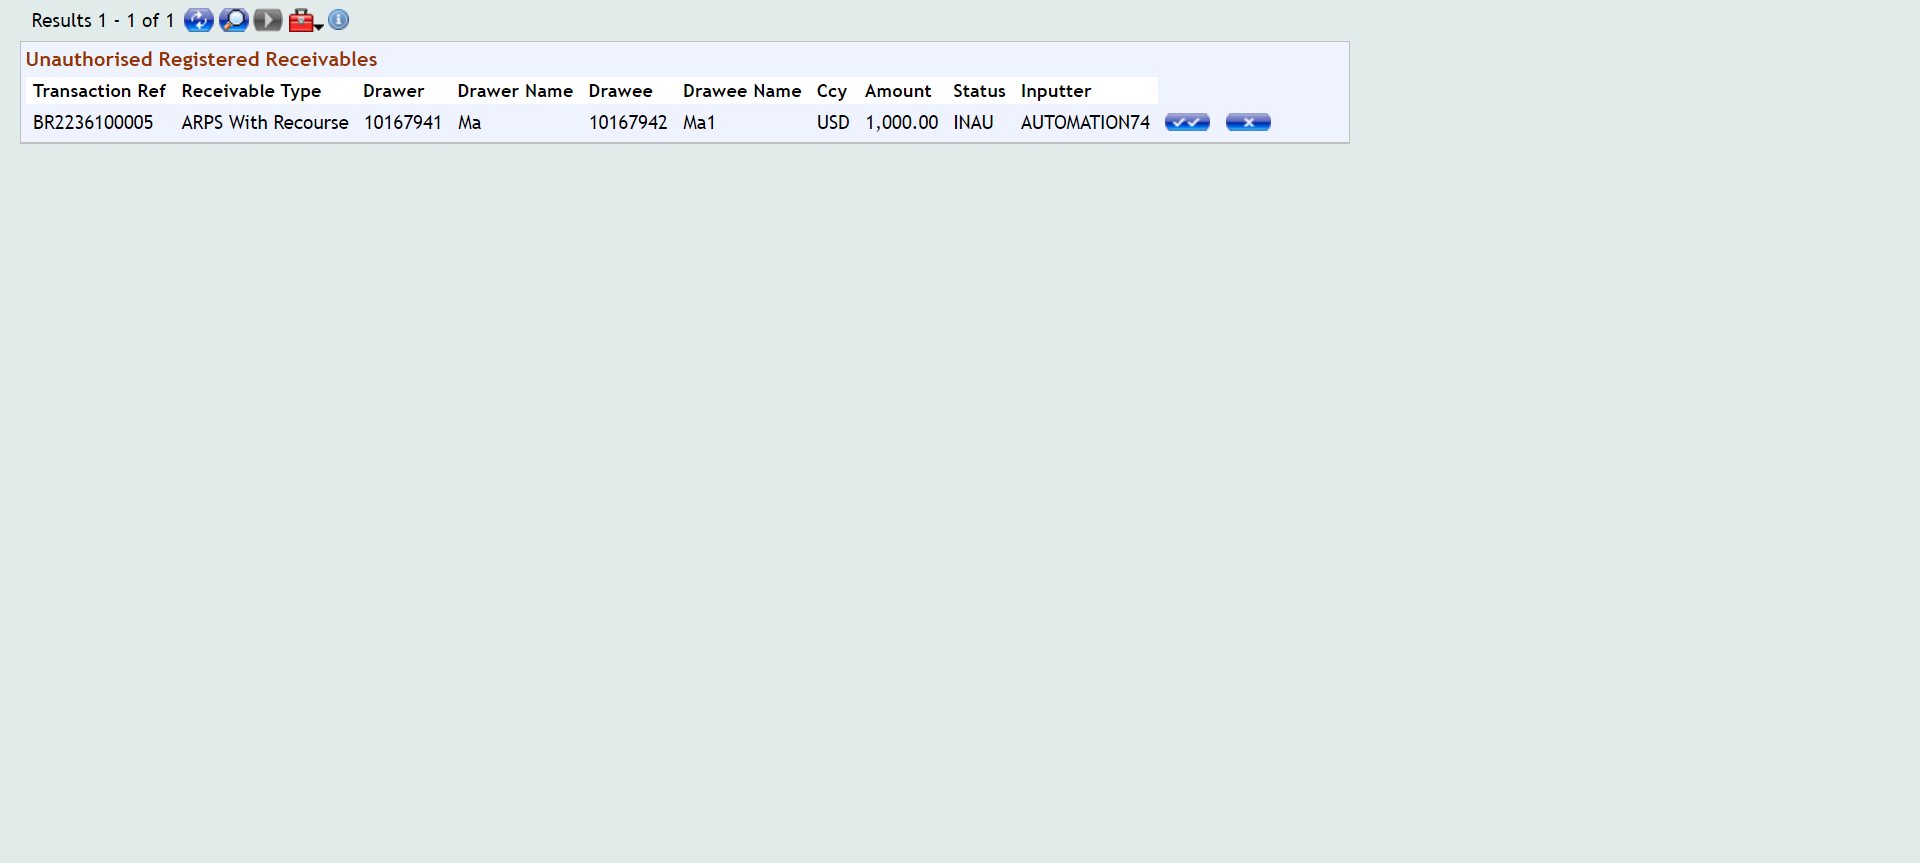 Results 1 - 1 of 1
Unauthorised Registered Receivables
Transaction Ref Receivable Type Drawer Drawer Name Drawee Drawee Name Ccy Amount Status Inputter
BR2236100005 ARPS With Recourse 10167941 Ma 10167942 Ma1 USD 1,000.00 INAU AUTOMATION74